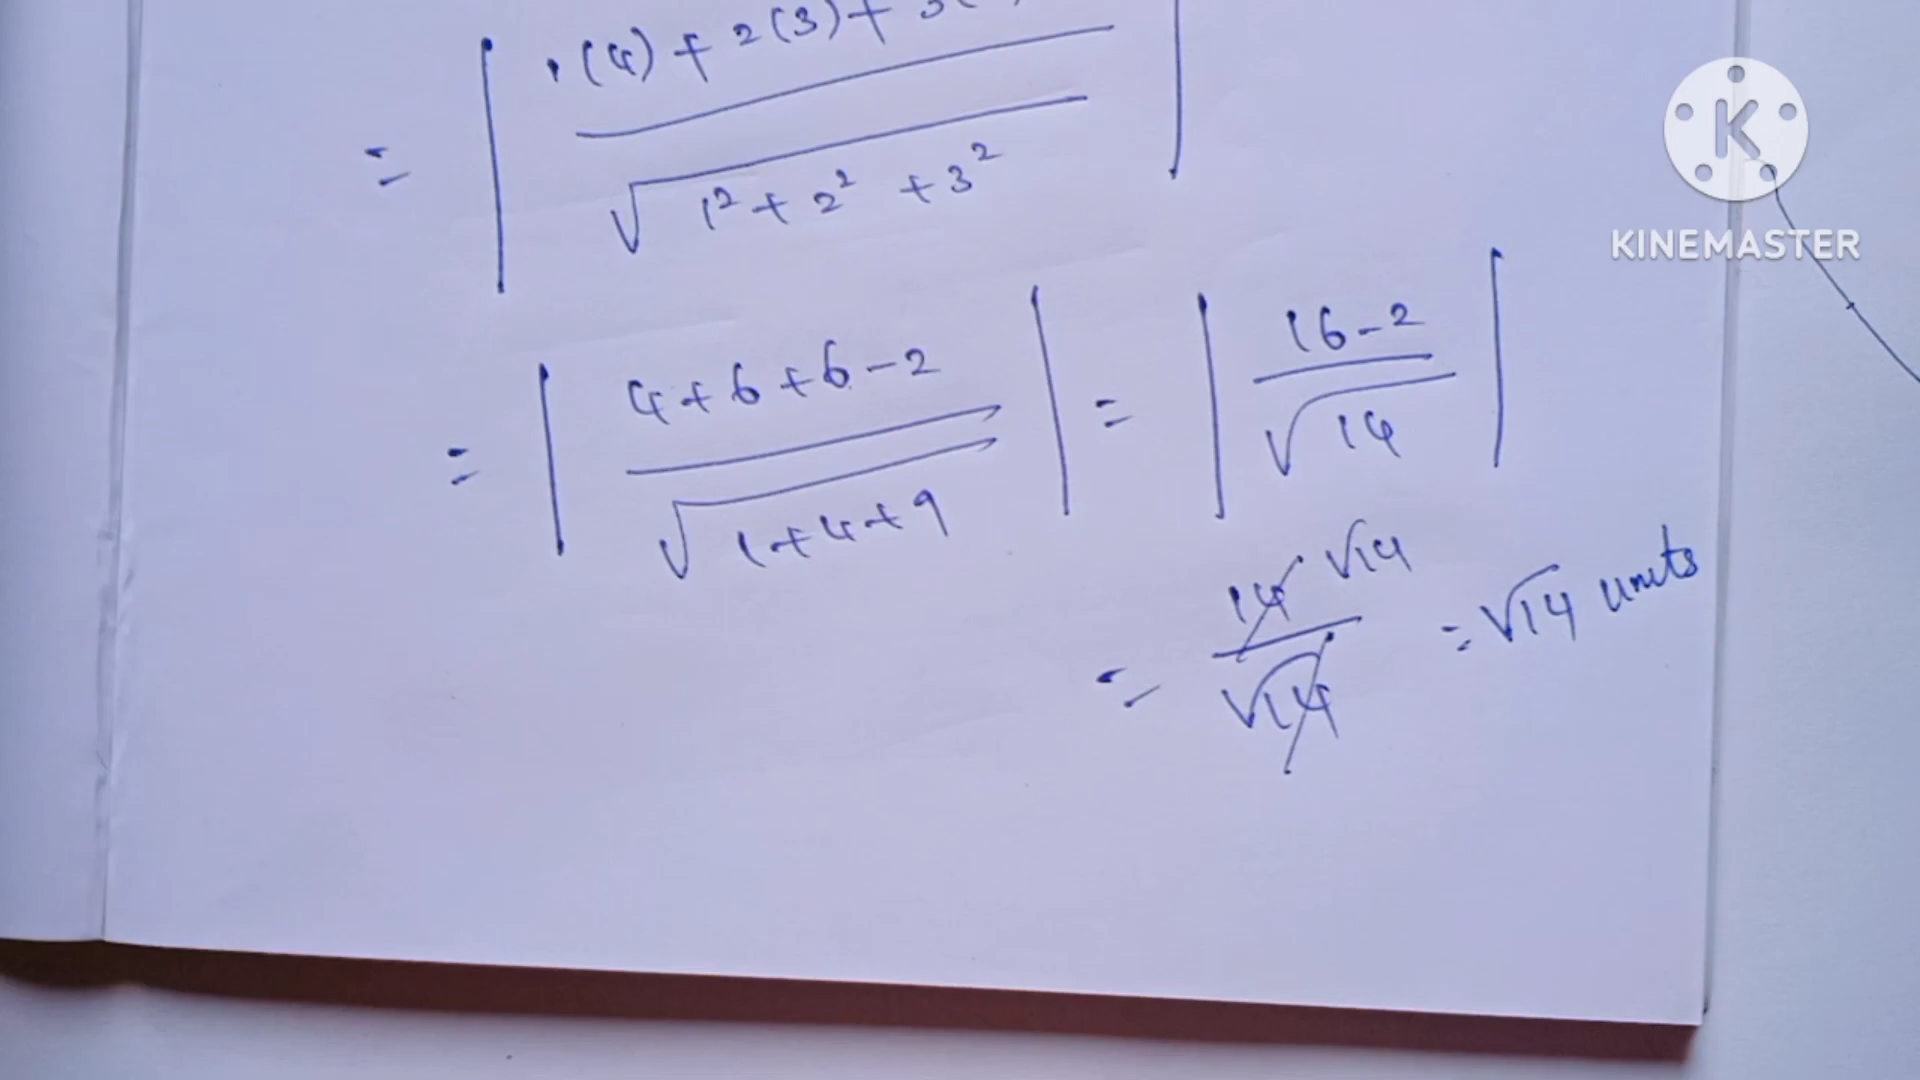 = | 1(4) + 2(3) + 3( / √(1² + 2² + 3²) |
= | 4+6+6-2 / √(1+4+9) | = | 16-2 / √14 |
= 14 √14 / √14 = √14 units
K
KINEMASTER